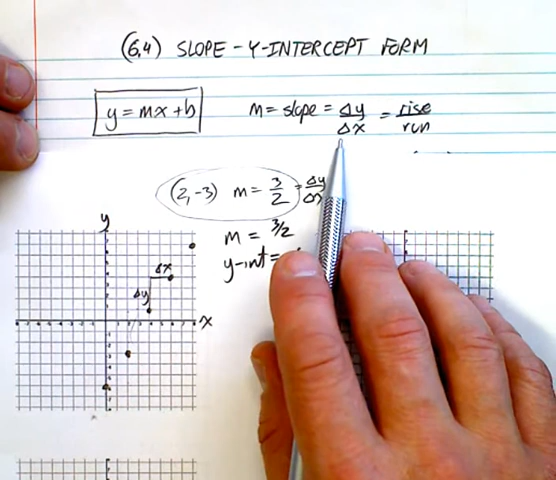 (6,4) SLOPE - Y-INTERCEPT FORM
y = mx + b
m = slope = Δy/Δx = rise/run
(2,-3) m = 3/2 = Δy/Δx
m = 3/2
y-int =
y
Δx
Δy
x